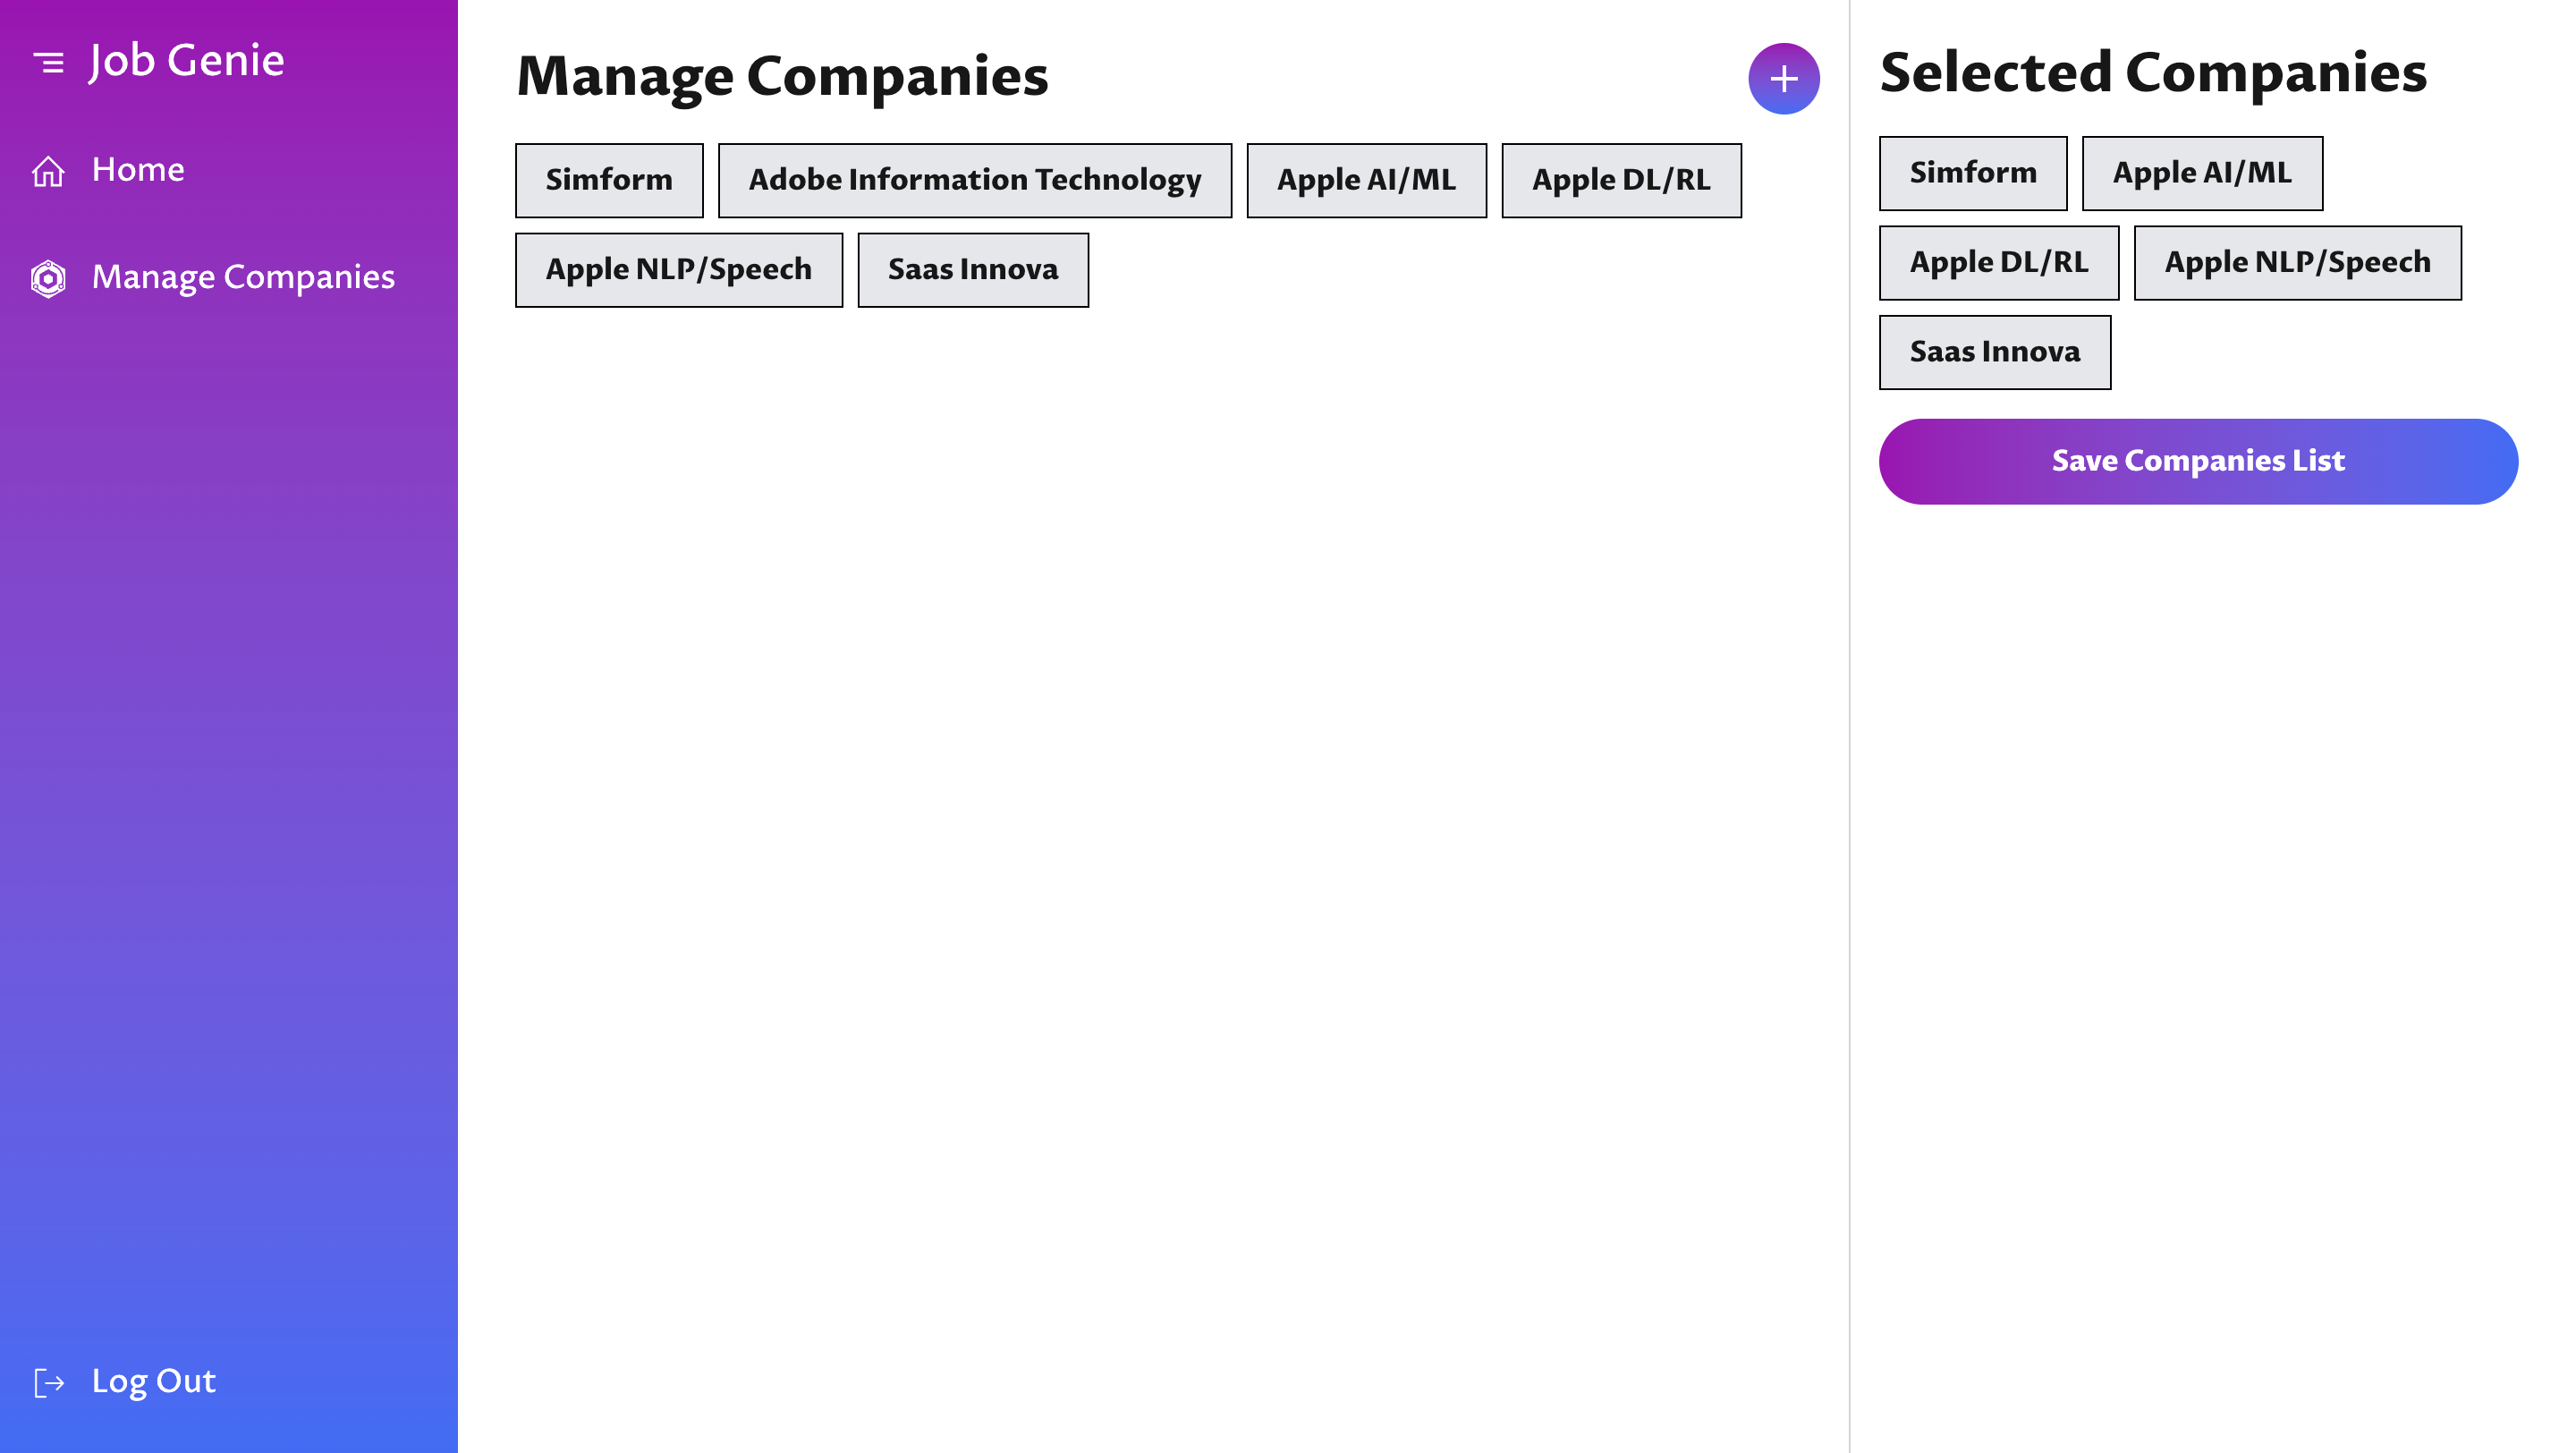 Job Genie
Home
Manage Companies
Log Out
Manage Companies
Simform
Adobe Information Technology
Apple AI/ML
Apple DL/RL
Apple NLP/Speech
Saas Innova
Selected Companies
Simform
Apple AI/ML
Apple DL/RL
Apple NLP/Speech
Saas Innova
Save Companies List